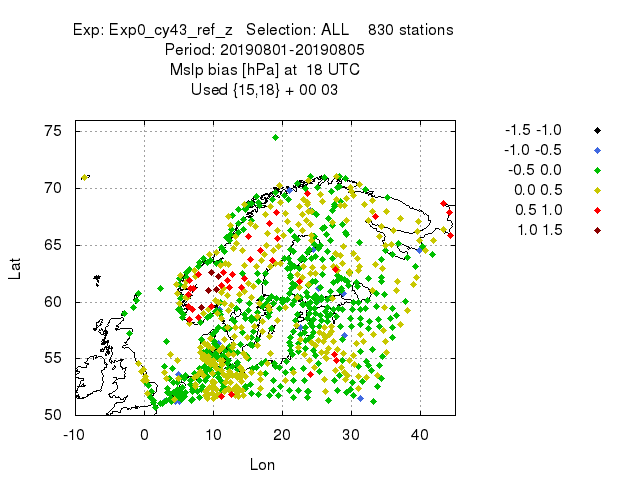 Exp: Exp0_cy43_ref_z Selection: ALL 830 stations
Period: 20190801-20190805
Mslp bias [hPa] at 18 UTC
Used {15,18} + 00 03
75
70
65
60
55
50
Lat
-10 0 10 20 30 40
Lon
-1.5 -1.0
-1.0 -0.5
-0.5 0.0
0.0 0.5
0.5 1.0
1.0 1.5